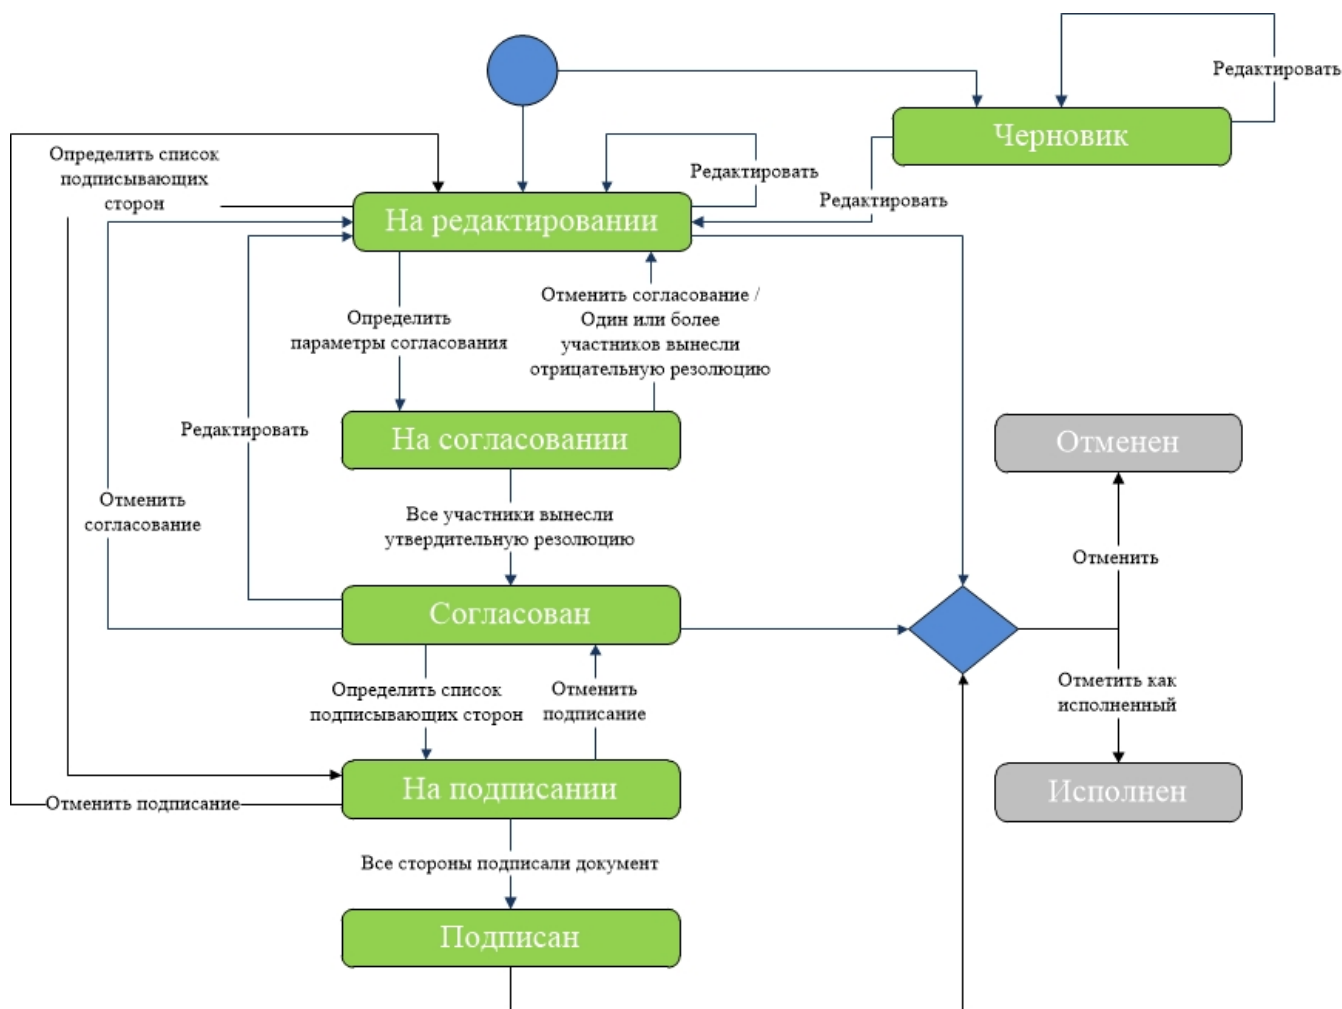 Редактировать
Черновик
Определить список
подписывающих
сторон
Редактировать
Редактировать
На редактировании
Определить
параметры согласования
Отменить согласование /
Один или более
участников вынесли
отрицательную резолюцию
Редактировать
На согласовании
Отменен
Отменить
согласование
Все участники вынесли
утвердительную резолюцию
Отменить
Согласован
Определить список
подписывающих сторон
Отменить
подписание
Отметить как
исполненный
На подписании
Исполнен
Отменить подписание
Все стороны подписали документ
Подписан